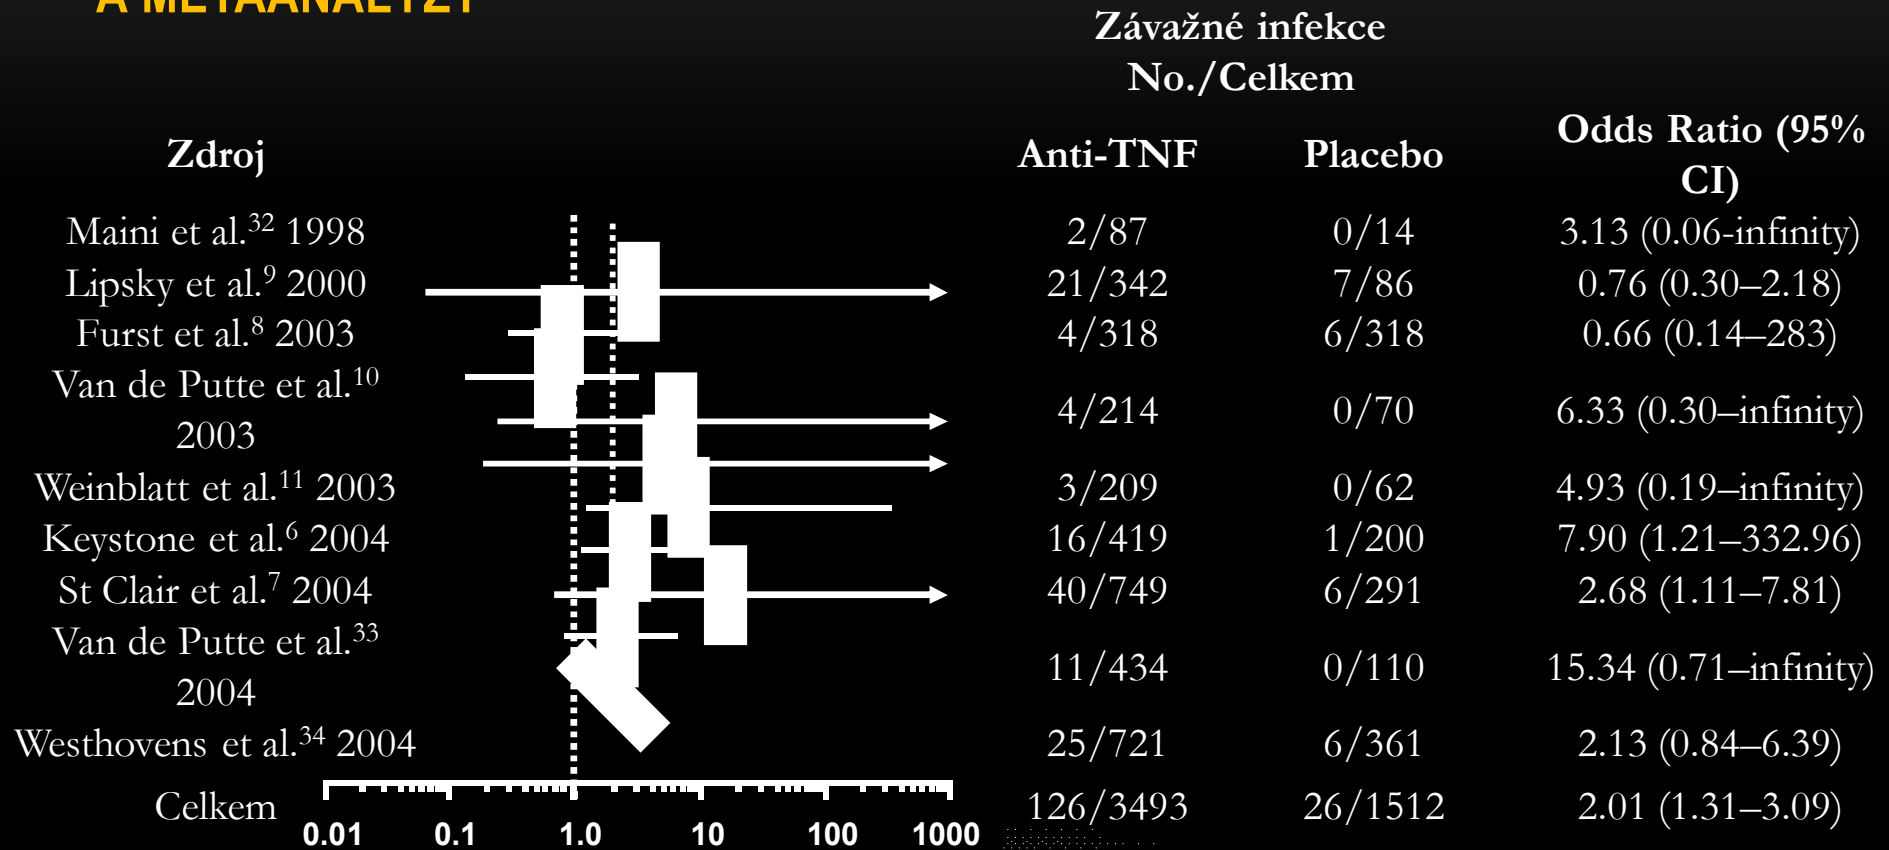 A METAANALÝZY
Závažné infekce
No./Celkem
Zdroj
Anti-TNF
Placebo
Odds Ratio (95%
CI)
Maini et al.32 1998 2/87 0/14 3.13 (0.06-infinity)
Lipsky et al.9 2000 21/342 7/86 0.76 (0.30–2.18)
Furst et al.8 2003 4/318 6/318 0.66 (0.14–283)
Van de Putte et al.10
2003 4/214 0/70 6.33 (0.30–infinity)
Weinblatt et al.11 2003 3/209 0/62 4.93 (0.19–infinity)
Keystone et al.6 2004 16/419 1/200 7.90 (1.21–332.96)
St Clair et al.7 2004 40/749 6/291 2.68 (1.11–7.81)
Van de Putte et al.33
2004 11/434 0/110 15.34 (0.71–infinity)
Westhovens et al.34 2004 25/721 6/361 2.13 (0.84–6.39)
Celkem 126/3493 26/1512 2.01 (1.31–3.09)
0.01 0.1 1.0 10 100 1000